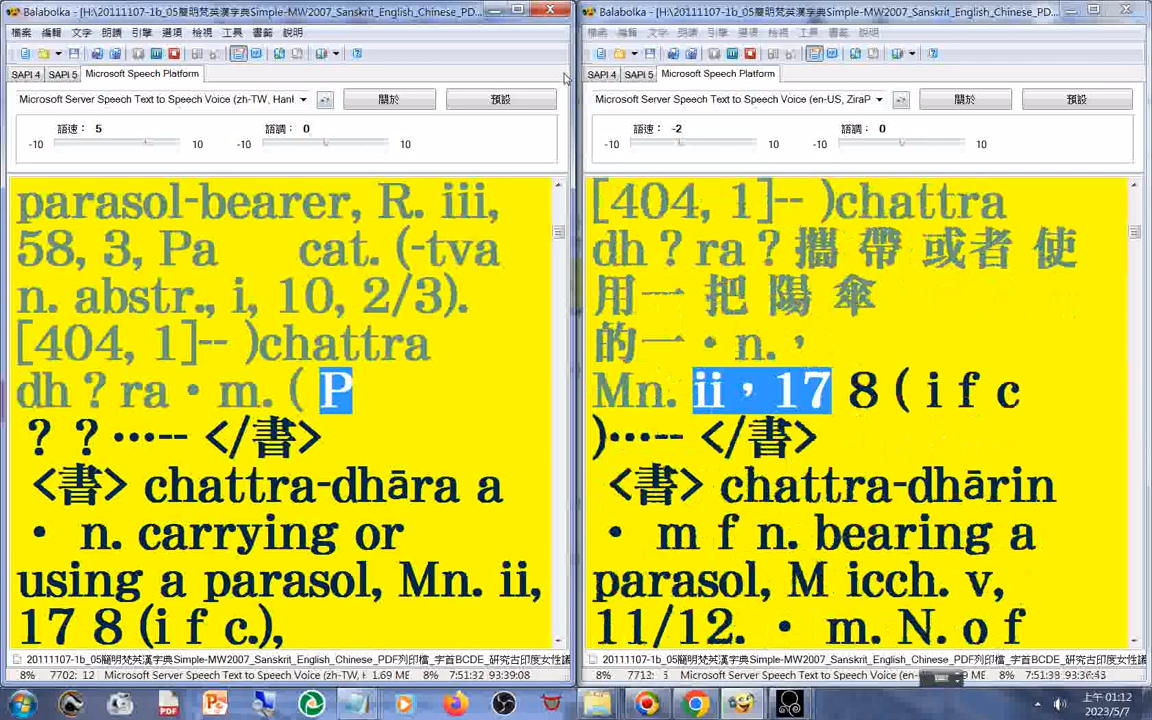 Balabolka - [H:\20111107-1b_05簡明梵英漢字典Simple-MW2007_Sanskrit_English_Chinese_PD...
檔案 編輯 文字 朗讀 引擎 選項 檢視 工具 書籤 說明
SAPI 4 SAPI 5 Microsoft Speech Platform
Microsoft Server Speech Text to Speech Voice (zh-TW, Hanl
關於
預設
語速: 5
語調: 0
-10 10 -10 10
parasol-bearer, R. iii,
58, 3, Pa cat. (-tva
n. abstr., i, 10, 2/3).
[404, 1]-- )chattra
dh ? ra • m. ( P
? ? …-- </書>
<書> chattra-dhāra a
• n. carrying or
using a parasol, Mn. ii,
17 8 (i f c.),
20111107-1b_05簡明梵英漢字典Simple-MW2007_Sanskrit_English_Chinese_PDF列印檔_字首BCDE_研究古印度女性議
8% 7702: 12 Microsoft Server Speech Text to Speech Voice (zh-TW, 1.69 ME 8% 7:51:32 93:39:08
Balabolka - [H:\20111107-1b_05簡明梵英漢字典Simple-MW2007_Sanskrit_English_Chinese_PD...
檔案 編輯 文字 朗讀 引擎 選項 檢視 工具 書籤 說明
SAPI 4 SAPI 5 Microsoft Speech Platform
Microsoft Server Speech Text to Speech Voice (en-US, ZiraP
關於
預設
語速: -2
語調: 0
-10 10 -10 10
[404, 1]-- )chattra
dh ? ra ? 攜 帶 或者 使
用一 把 陽 傘
的一 • n. ,
Mn. ii , 17 8 ( i f c
)…-- </書>
<書> chattra-dhārin
• m f n. bearing a
parasol, M icch. v,
11/12. • m. N. o f
20111107-1b_05簡明梵英漢字典Simple-MW2007_Sanskrit_English_Chinese_PDF列印檔_字首BCDE_研究古印度女性議
8% 7713: Microsoft Server Speech Text to Speech Voice (en-
8% 7:51:39
上午 01:12
2023/5/7